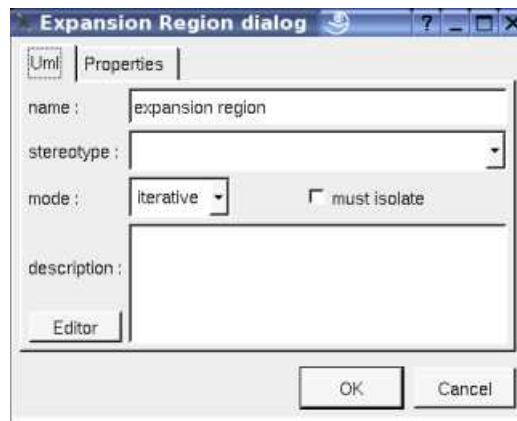 Expansion Region dialog ? _ □ X
Uml Properties
name : expansion region
stereotype :
mode : iterative must isolate
description :
Editor
OK Cancel